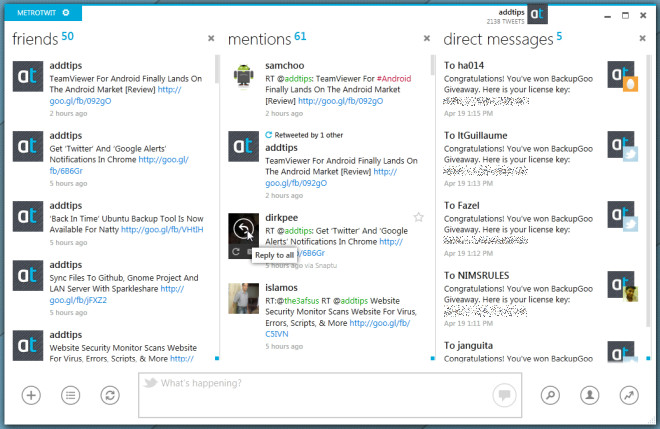 METROTWIT
addtips
2138 TWEETS
at
friends 50
addtips
TeamViewer For Android Finally Lands On
The Android Market [Review] http://
goo.gl/fb/092gO
2 hours ago
addtips
Get 'Twitter' And 'Google Alerts'
Notifications In Chrome http://goo.gl
/fb/6B6Gr
5 hours ago
addtips
'Back In Time' Ubuntu Backup Tool Is Now
Available For Natty http://goo.gl/fb/VHtIH
5 hours ago
addtips
Sync Files To Github, Gnome Project And
LAN Server With Sparkleshare http://
goo.gl/fb/jFXZ2
5 hours ago
addtips
Website Security Monitor Scans Website
For Virus, Errors, Scripts, & More http://
mentions 61
samchoo
RT @addtips: TeamViewer For #Android
Finally Lands On The Android Market
[Review] http://goo.gl/fb/092gO
2 hours ago
Retweeted by 1 other
addtips
TeamViewer For Android Finally Lands On
The Android Market [Review] http://
goo.gl/fb/092gO
2 hours ago
dirkpee
RT @addtips: Get 'Twitter' And 'Google
Alerts' Notifications In Chrome http://
goo.gl/fb/6B6Gr
Reply to all
5 hours ago via Snaptu
islamos
RT:@the3afsus RT @addtips Website
Security Monitor Scans Website For Virus,
Errors, Scripts, & More http://goo.gl/fb/
C5IVN
5 hours ago
direct messages 5
To ha014
Congratulations! You've won BackupGoo
Giveaway. Here is your license key:
Apr 19 1:15 PM
To ItGuillaume
Congratulations! You've won BackupGoo
Giveaway. Here is your license key:
Apr 19 1:13 PM
To Fazel
Congratulations! You've won BackupGoo
Giveaway. Here is your license key:
Apr 19 1:12 PM
To NIMSRULES
Congratulations! You've won BackupGoo
Giveaway. Here is your license key:
Apr 19 1:12 PM
To janguita
Congratulations! You've won BackupGoo
What's happening?